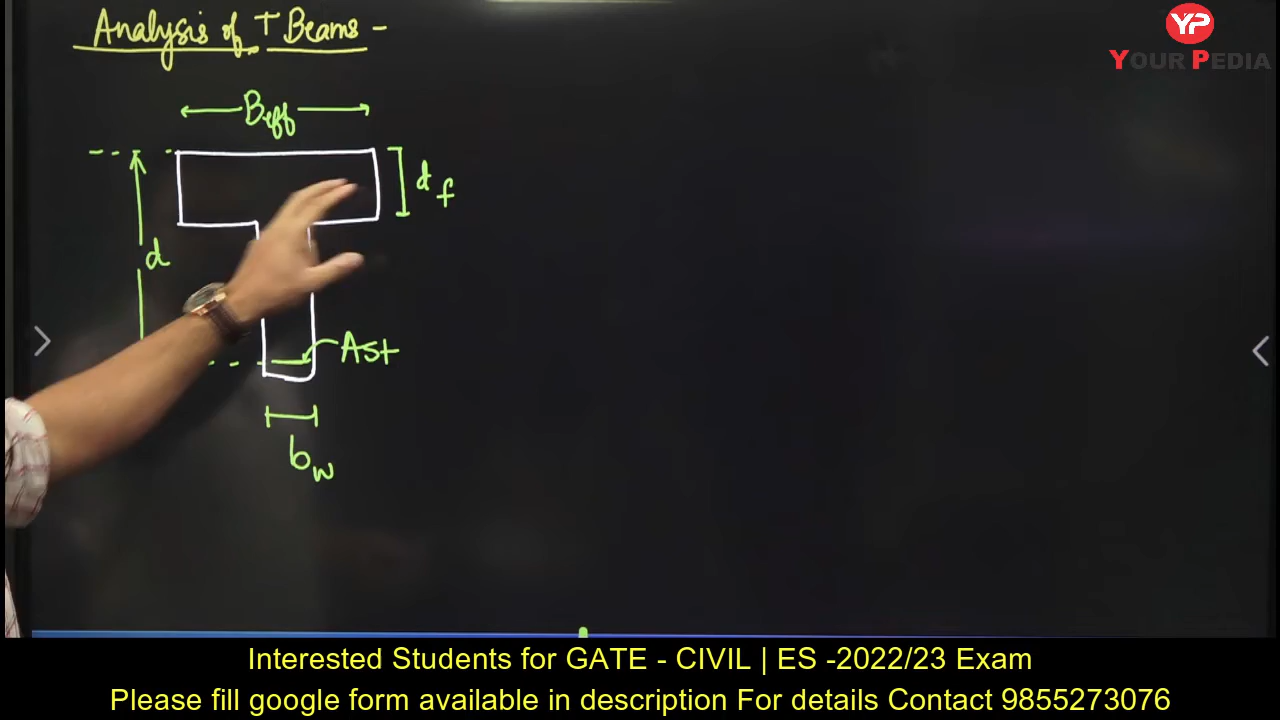 Analysis of T Beams -
YP
YOUR PEDIA
Beff
df
d
Ast
bw
Interested Students for GATE - CIVIL | ES -2022/23 Exam
Please fill google form available in description For details Contact 9855273076